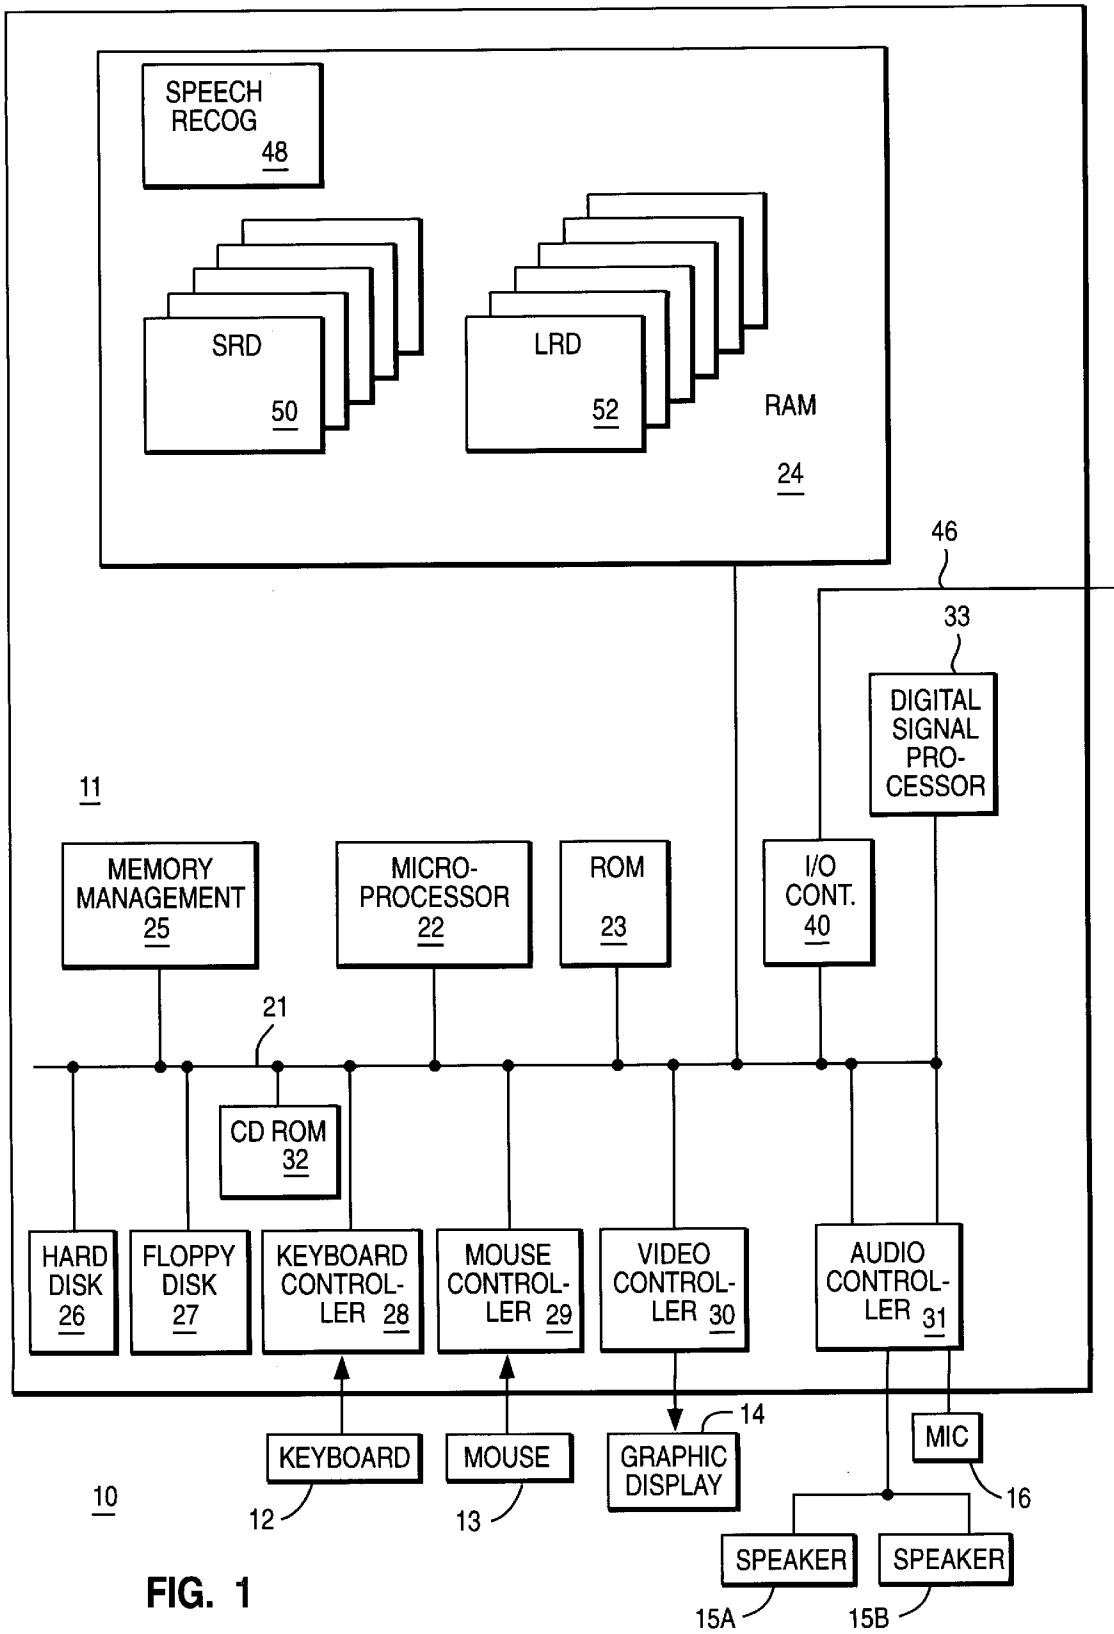 SPEECH
RECOG
48
SRD
50
LRD
52
RAM
24
46
33
DIGITAL
SIGNAL
PRO-
CESSOR
11
MEMORY
MANAGEMENT
25
MICRO-
PROCESSOR
22
ROM
23
I/O
CONT.
40
21
CD ROM
32
HARD
DISK
26
FLOPPY
DISK
27
KEYBOARD
CONTROL-
LER 28
MOUSE
CONTROL-
LER 29
VIDEO
CONTROL-
LER 30
AUDIO
CONTROL-
LER 31
KEYBOARD
12
MOUSE
13
14
GRAPHIC
DISPLAY
MIC
16
SPEAKER
15A
SPEAKER
15B
10
FIG. 1